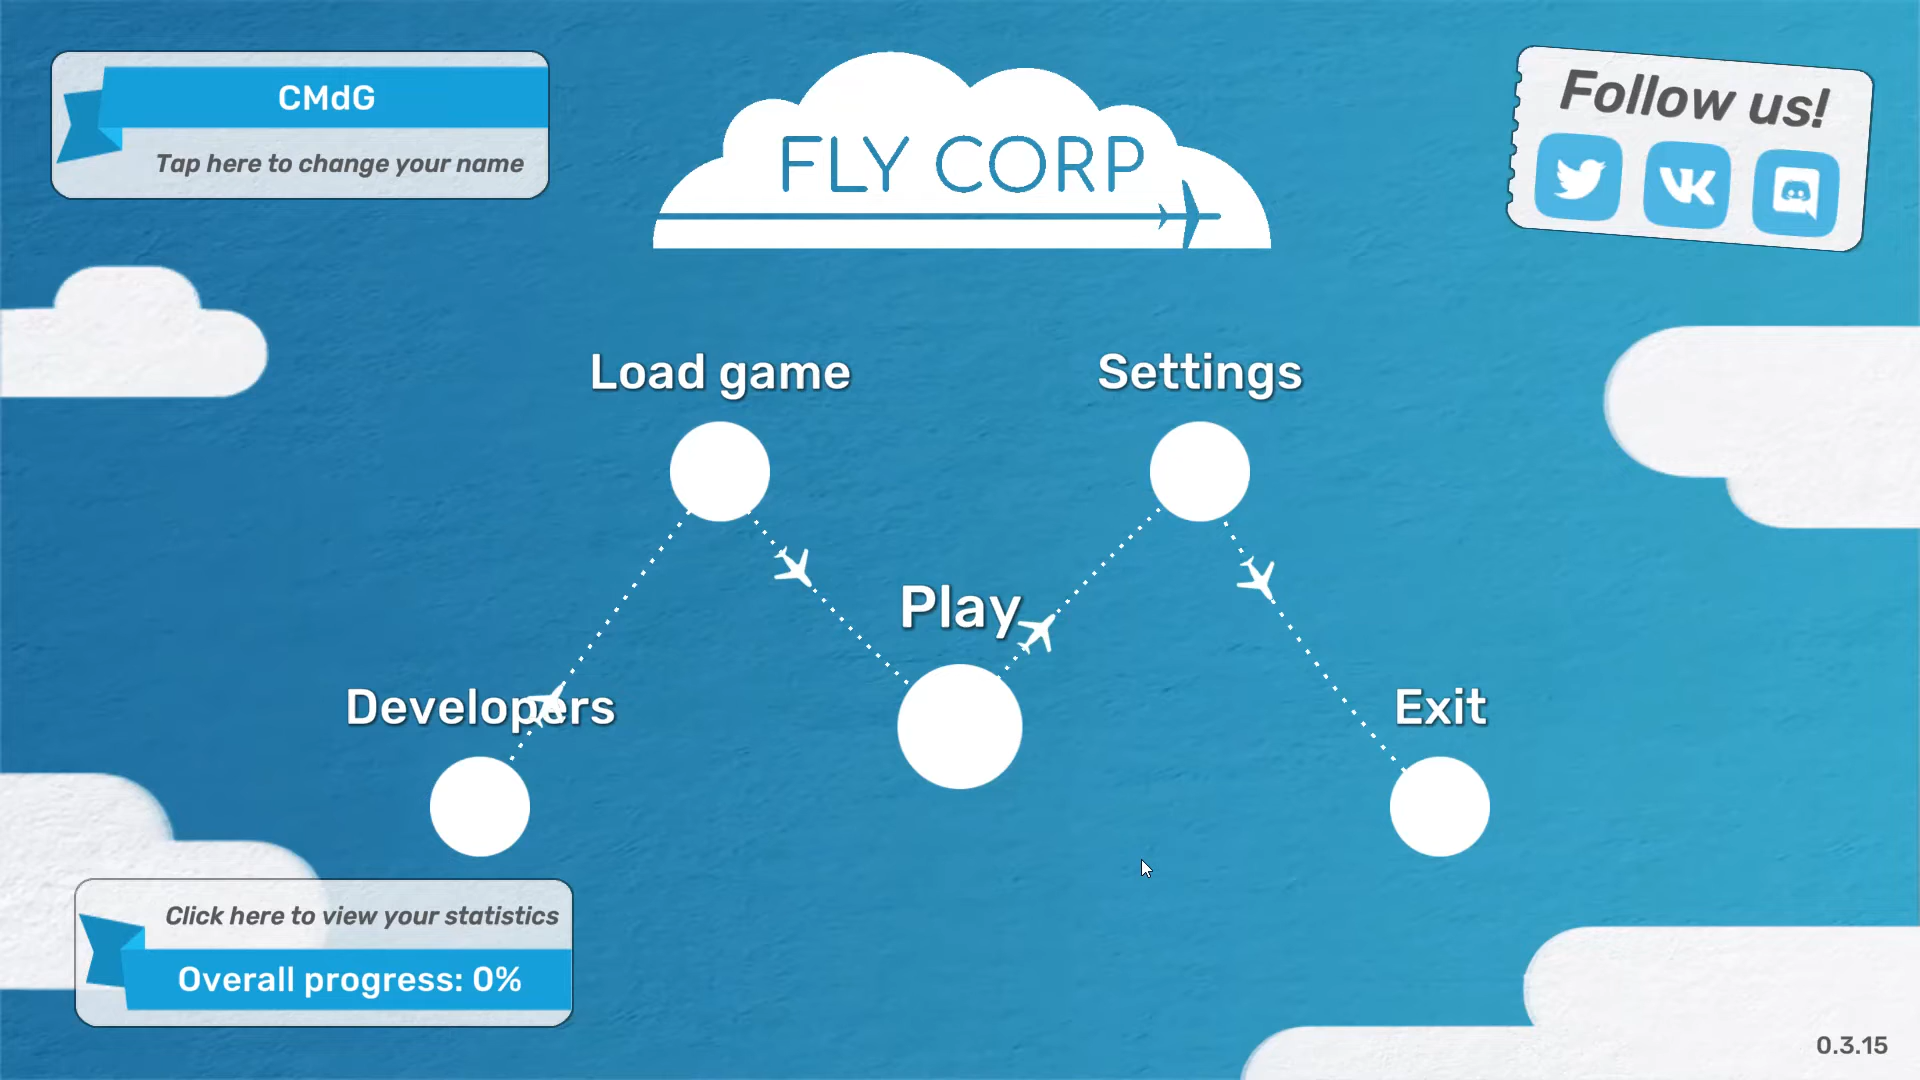 CMdG
Tap here to change your name
FLY CORP
Follow us!
Load game
Settings
Play
Developers
Exit
Click here to view your statistics
Overall progress: 0%
0.3.15